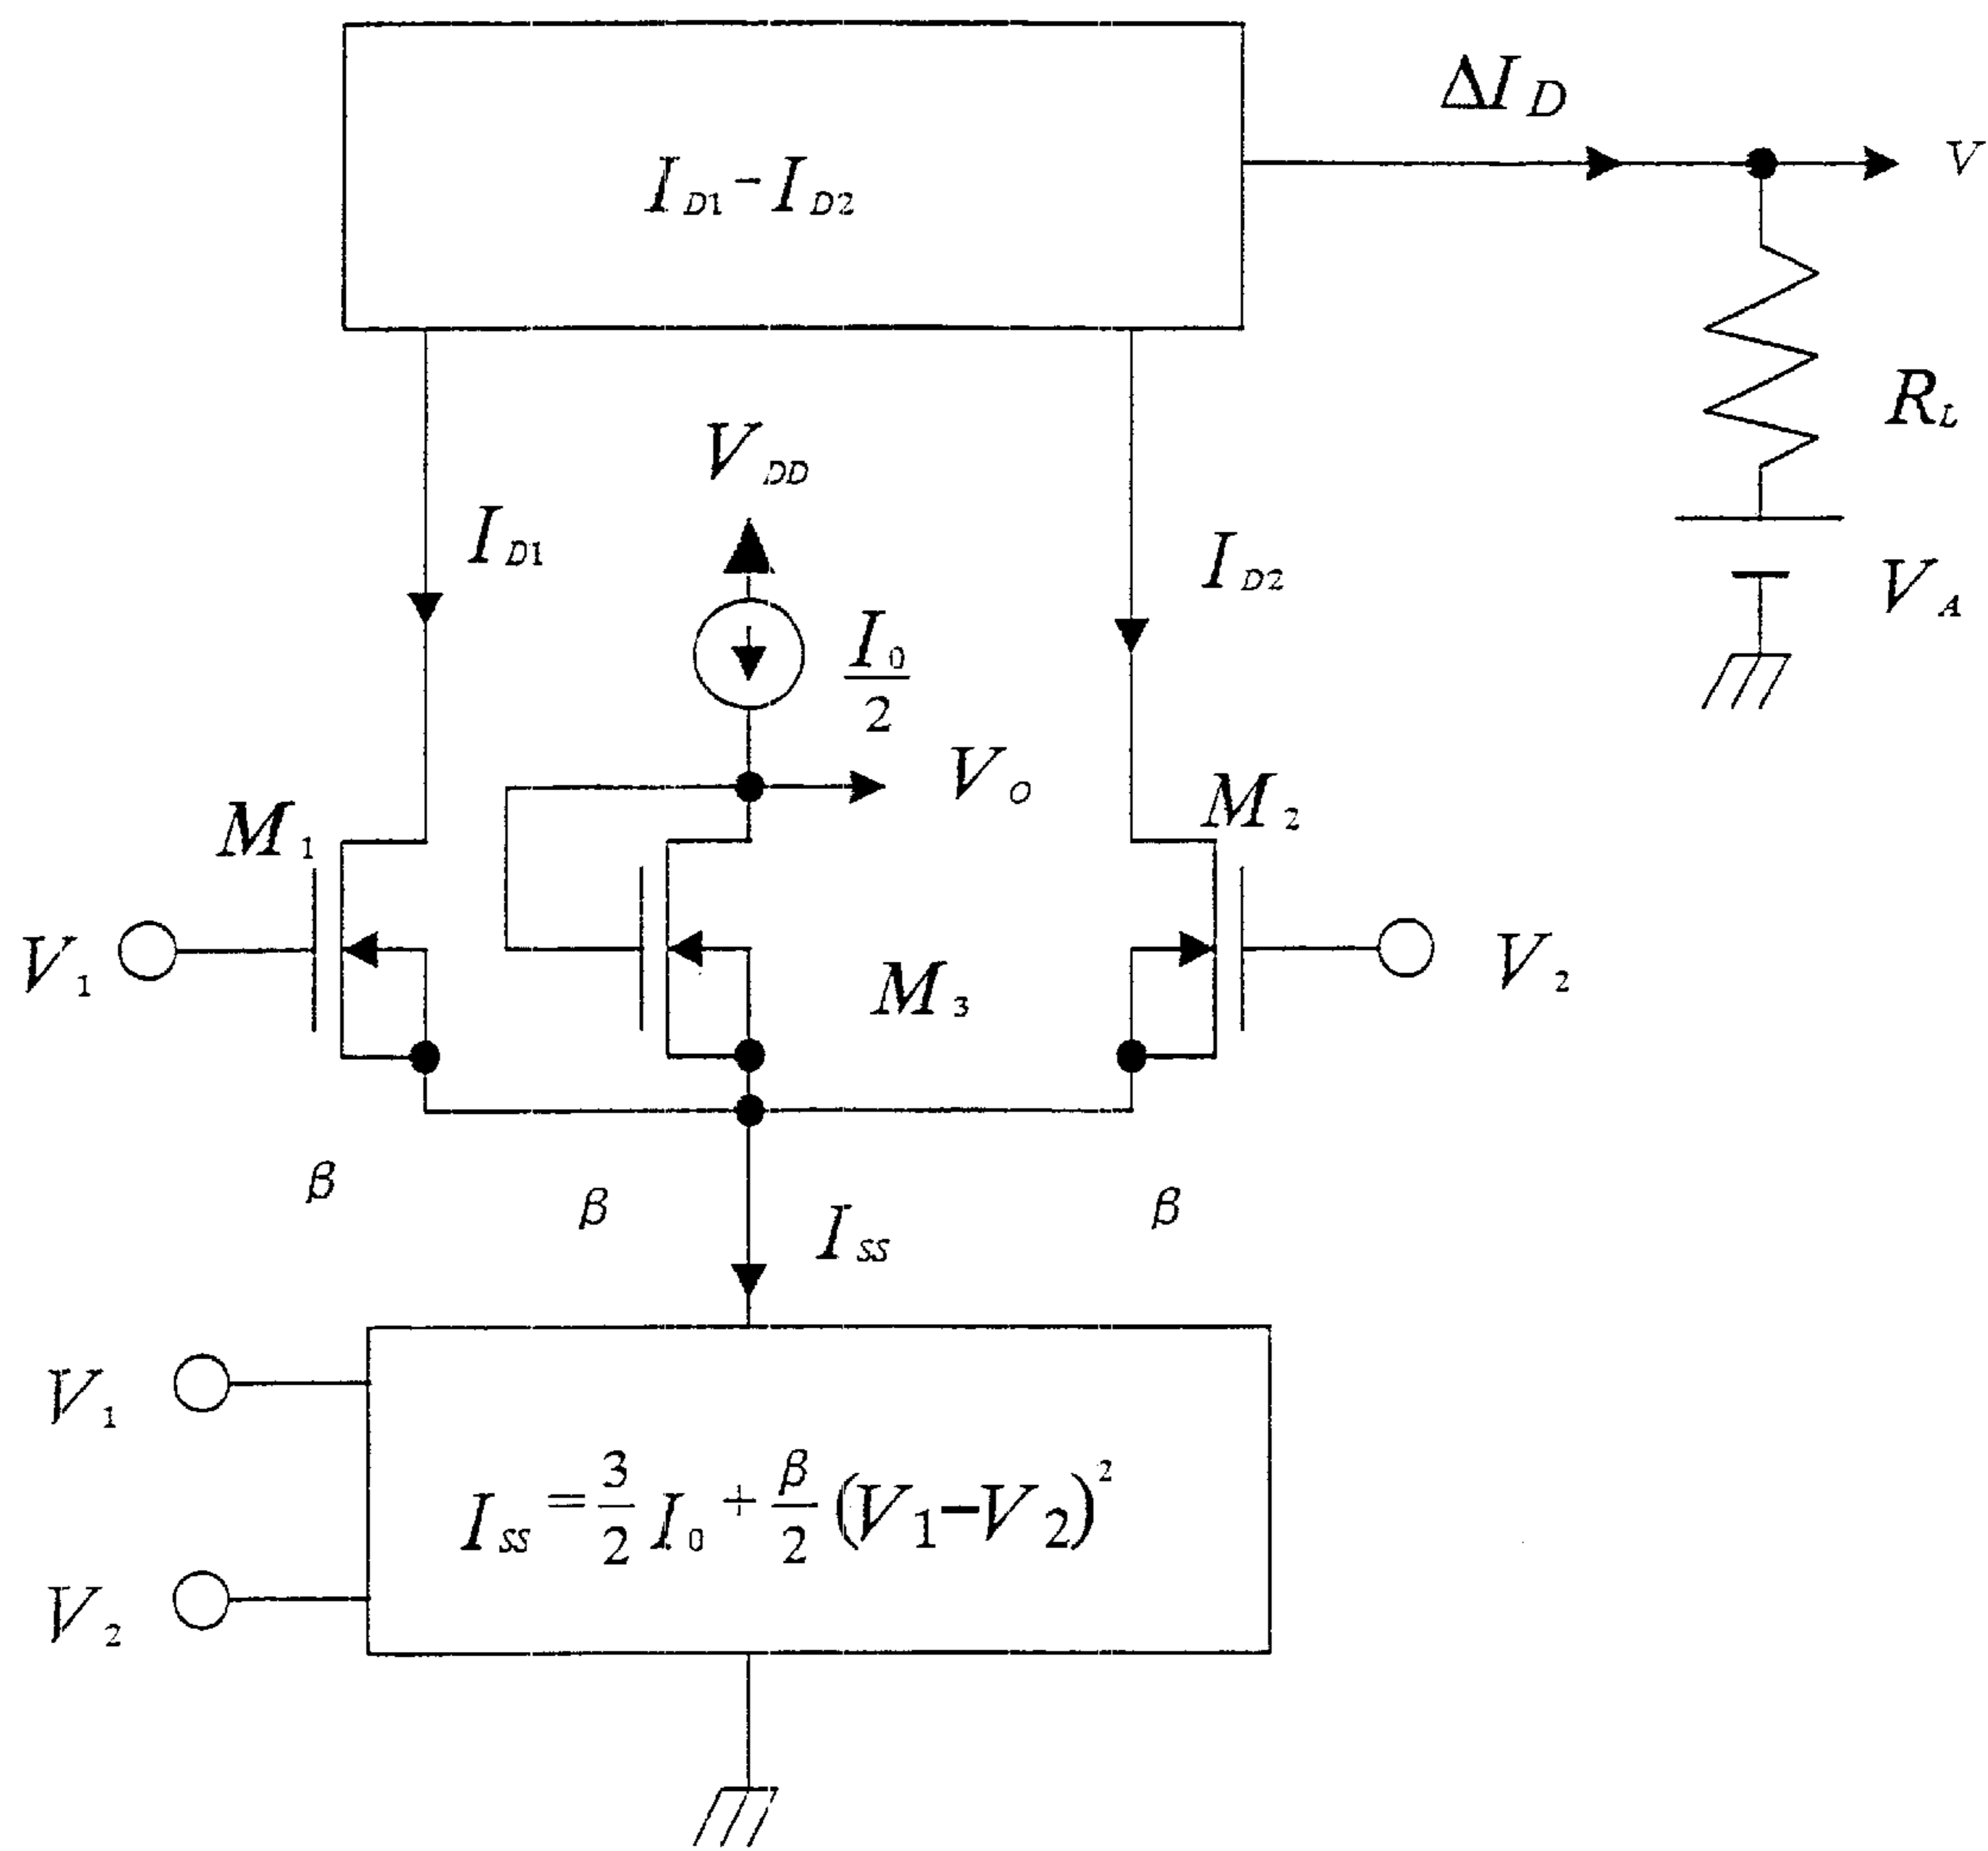 ΔI_D
V
I_D1 − I_D2
R_L
V_DD
I_D1
I_D2
V_A
I_0/2
V_O
M_1
M_2
V_1
M_3
V_2
β
β
β
I_SS
V_1
I_SS = 3/2 I_0 + β/2 (V_1 − V_2)^2
V_2